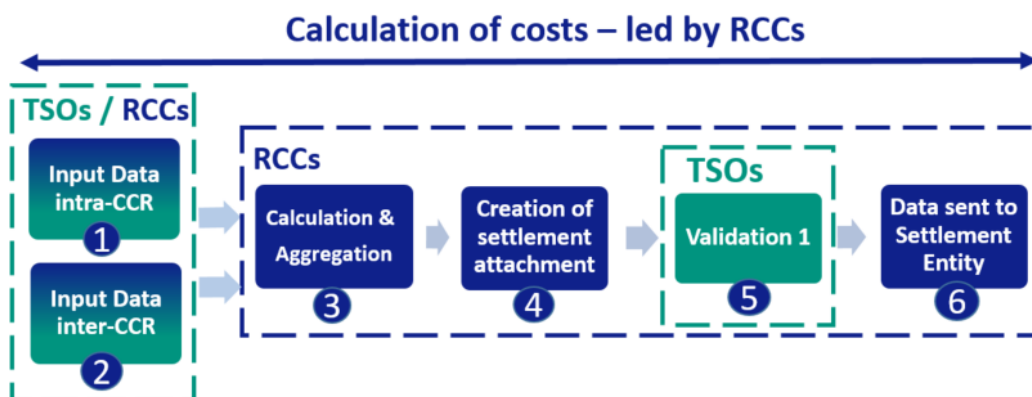 Calculation of costs – led by RCCs
TSOs / RCCs
Input Data
intra-CCR
1
Input Data
inter-CCR
2
RCCs
Calculation &
Aggregation
3
Creation of
settlement
attachment
4
TSOs
Validation 1
5
Data sent to
Settlement
Entity
6